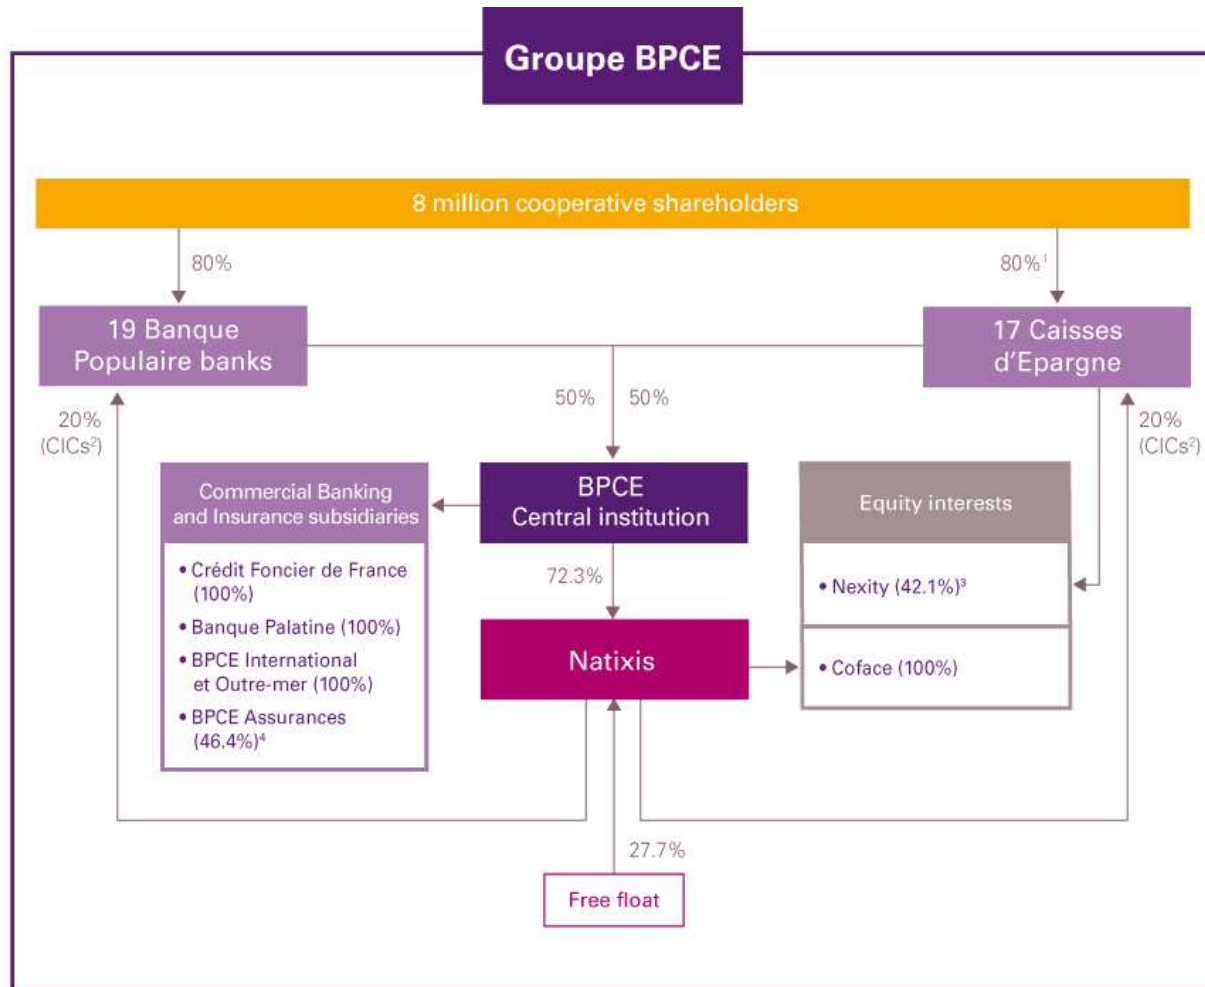 Groupe BPCE
8 million cooperative shareholders
80%
80%¹
19 Banque
Populaire banks
17 Caisses
d'Epargne
50%
50%
20%
(CICs²)
20%
(CICs²)
Commercial Banking
and Insurance subsidiaries
• Crédit Foncier de France
(100%)
• Banque Palatine (100%)
• BPCE International
et Outre-mer (100%)
• BPCE Assurances
(46.4%)⁴
BPCE
Central institution
72.3%
Natixis
Equity interests
• Nexity (42.1%)³
• Coface (100%)
27.7%
Free float